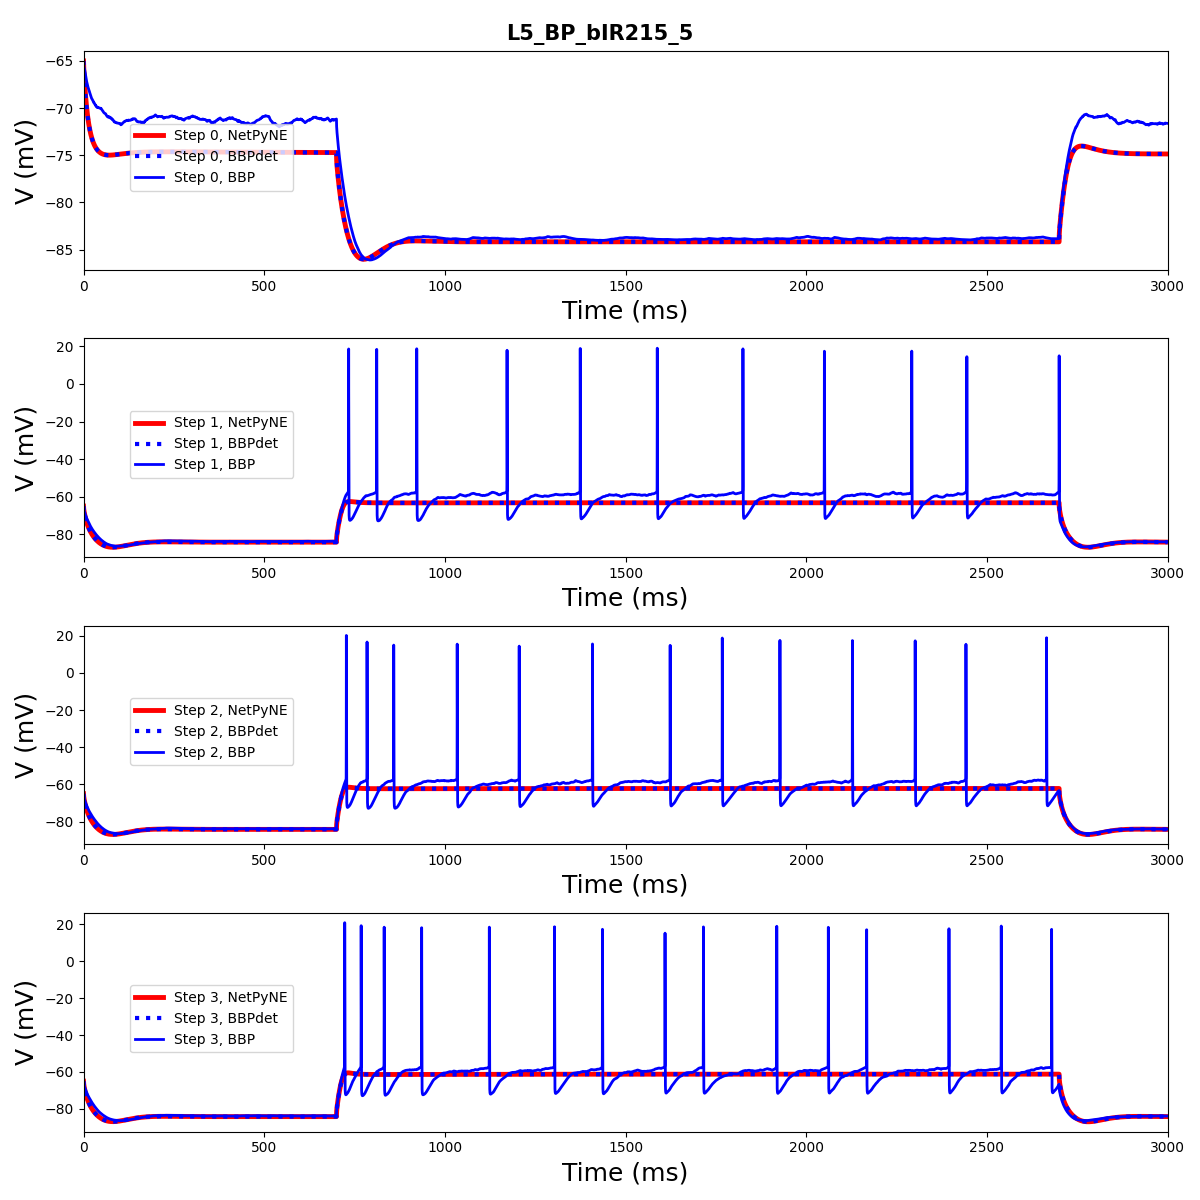 L5_BP_bIR215_5
−65
−70
−75
−80
−85
V (mV)
Step 0, NetPyNE
Step 0, BBPdet
Step 0, BBP
0 500 1000 1500 2000 2500 3000
Time (ms)
20
0
−20
−40
−60
−80
V (mV)
Step 1, NetPyNE
Step 1, BBPdet
Step 1, BBP
0 500 1000 1500 2000 2500 3000
Time (ms)
20
0
−20
−40
−60
−80
V (mV)
Step 2, NetPyNE
Step 2, BBPdet
Step 2, BBP
0 500 1000 1500 2000 2500 3000
Time (ms)
20
0
−20
−40
−60
−80
V (mV)
Step 3, NetPyNE
Step 3, BBPdet
Step 3, BBP
0 500 1000 1500 2000 2500 3000
Time (ms)